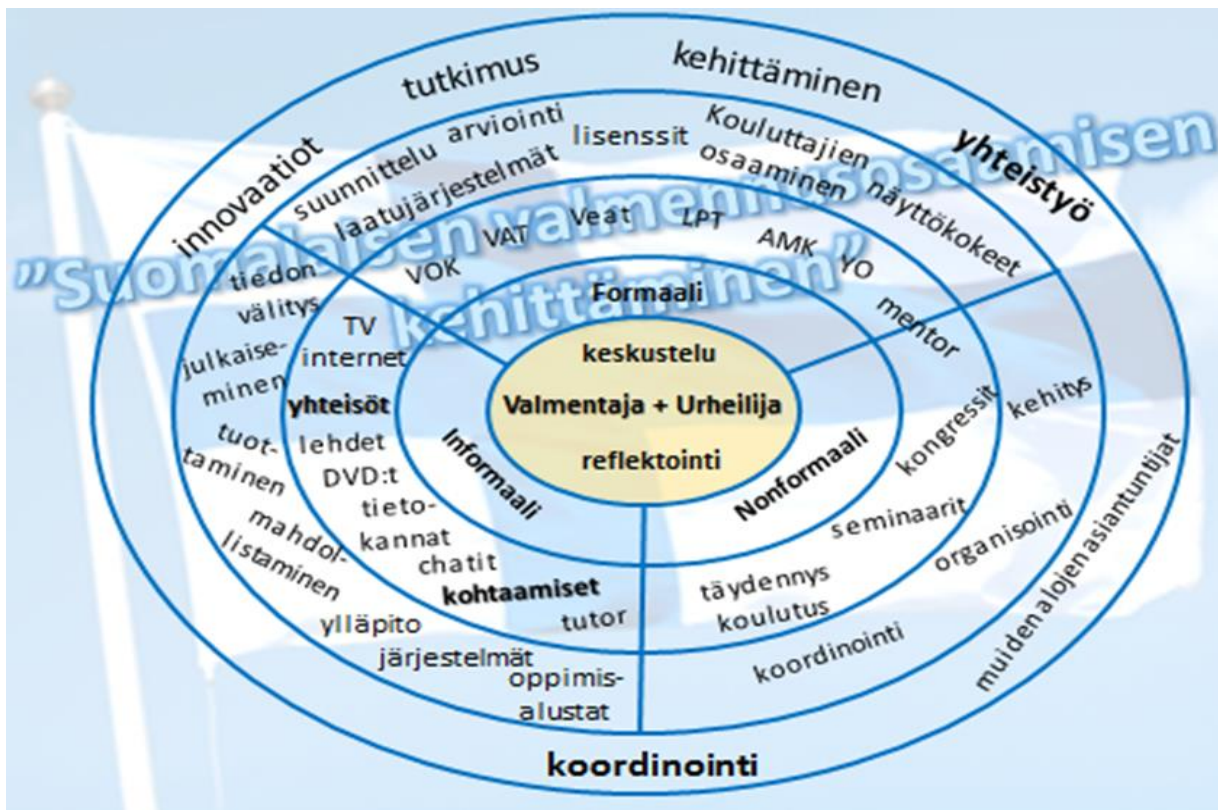 tutkimus
kehittäminen
innovaatiot
yhteistyö
muiden alojen asiantuntijat
koordinointi
"Suomalaisen valmennusosaamisen
kehittäminen"
suunnittelu
arviointi
laatujärjestelmät
lisenssit
Kouluttajien
osaaminen
näyttökokeet
VOK
VAT
Veat
LPT
AMK
YO
Formaali
keskustelu
Valmentaja + Urheilija
reflektointi
Informaali
Nonformaali
mentor
kongressit
seminaarit
täydennys
koulutus
kehitys
organisointi
koordinointi
tiedon
välitys
julkaise-
minen
tuot-
taminen
mahdol-
listaminen
ylläpito
järjestelmät
oppimis-
alustat
TV
internet
yhteisöt
lehdet
DVD:t
tieto-
kannat
chatit
kohtaamiset
tutor